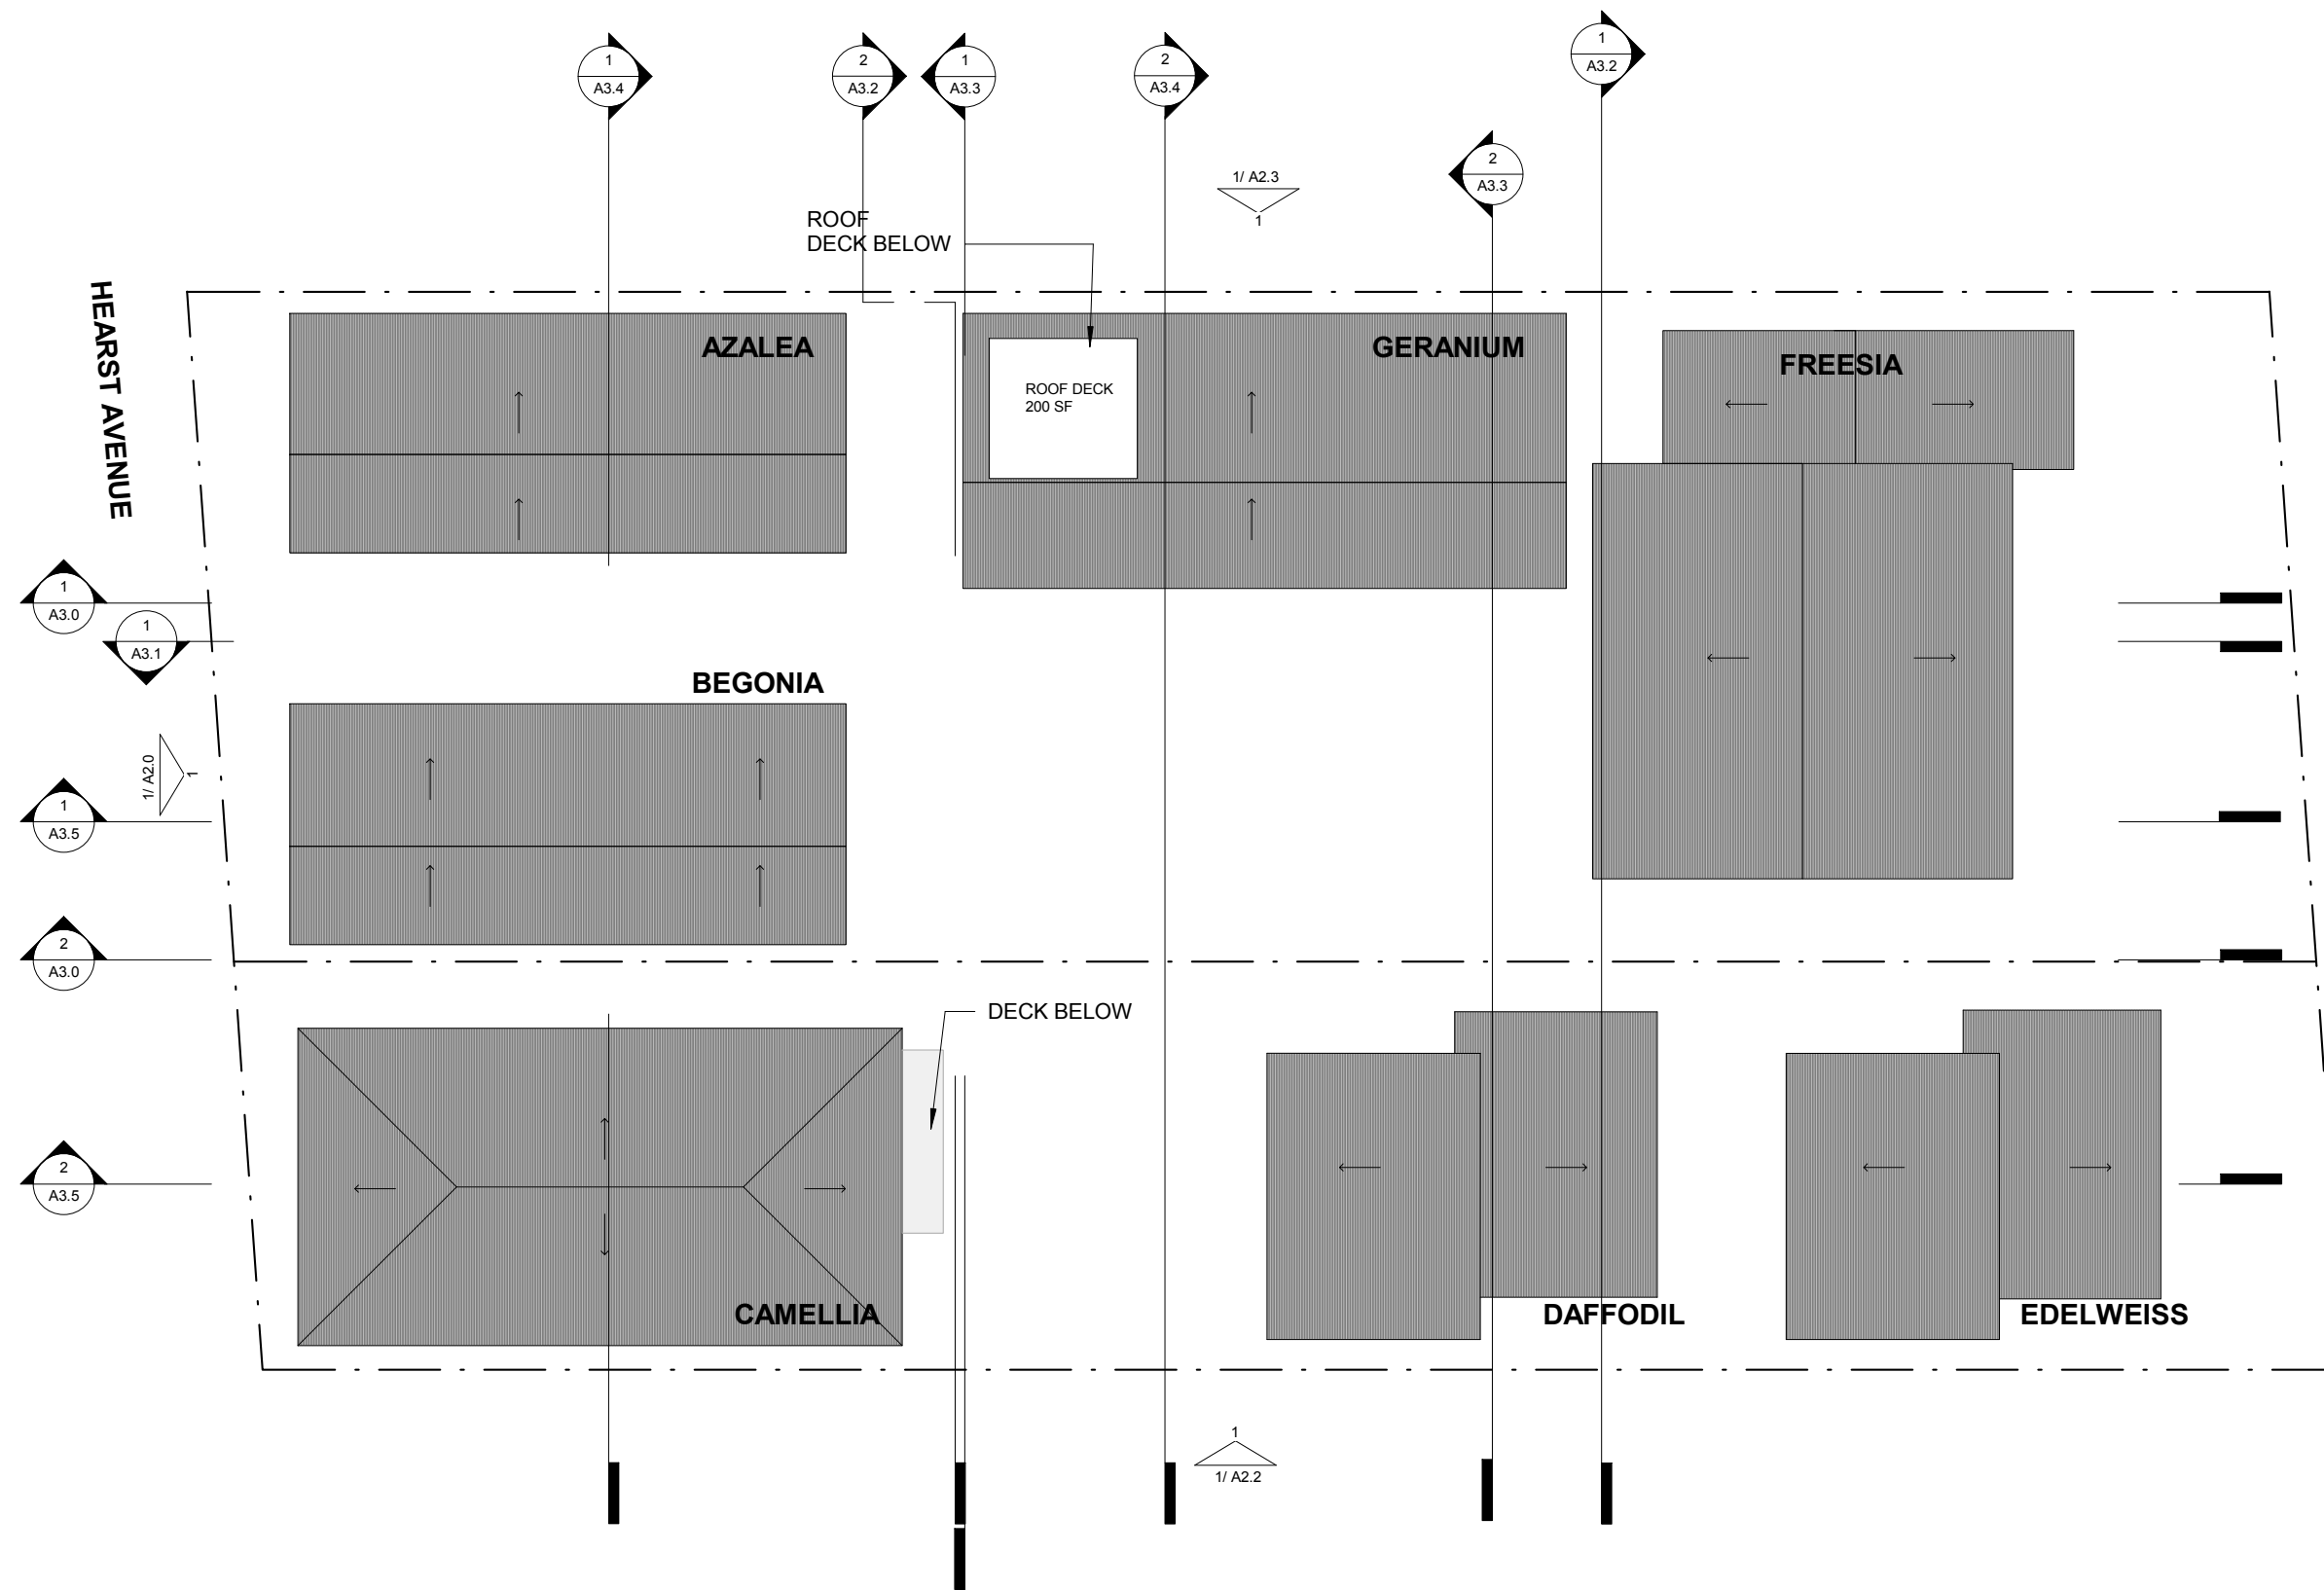 1
A3.4
2
A3.2
1
A3.3
2
A3.4
1
A3.2
2
A3.3
1/ A2.3
1
ROOF
DECK BELOW
HEARST AVENUE
AZALEA
GERANIUM
FREESIA
ROOF DECK
200 SF
1
A3.0
1
A3.1
BEGONIA
1/ A2.0
1
1
A3.5
2
A3.0
DECK BELOW
2
A3.5
CAMELLIA
DAFFODIL
EDELWEISS
1
1/ A2.2